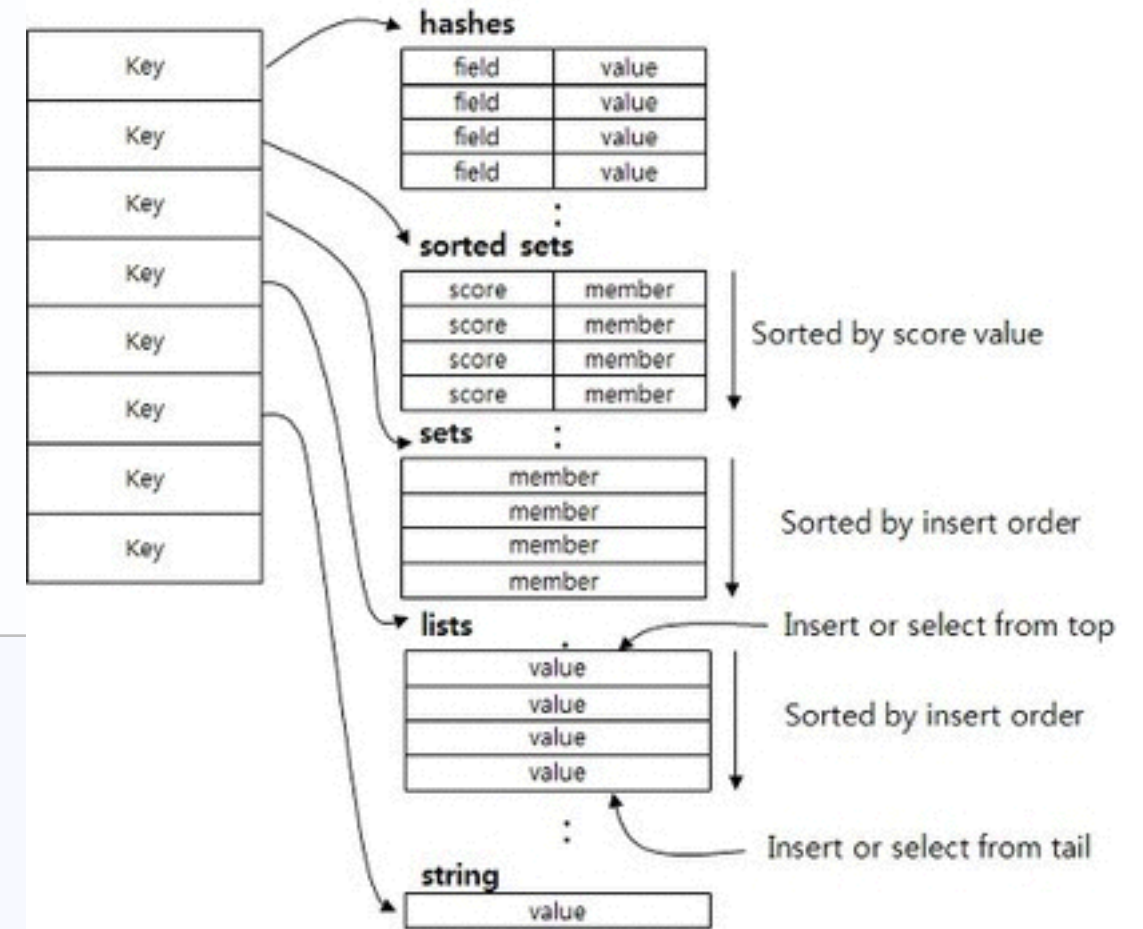 Key
Key
Key
Key
Key
Key
Key
Key
hashes
field value
field value
field value
field value
sorted sets
score member
score member
score member
score member
Sorted by score value
sets
member
member
member
member
Sorted by insert order
lists
Insert or select from top
value
value
value
value
Sorted by insert order
Insert or select from tail
string
value